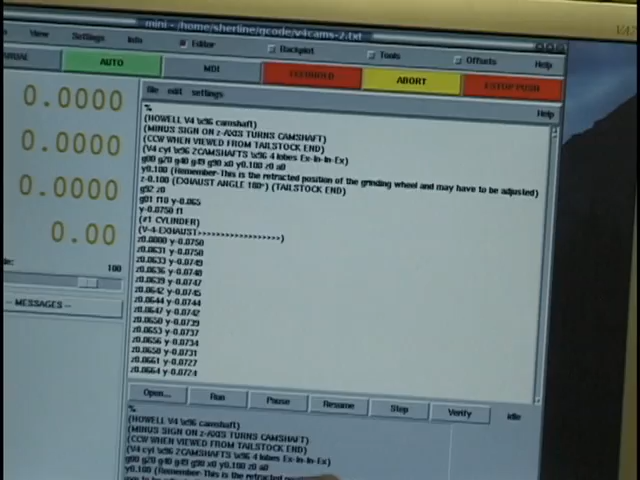 mini - /home/sherline/gcode/v4cams-2.txt
View Settings Info Editor Backplot Tools Offsets Help
AUTO MDI FEEDHOLD ABORT ESTOP PUSH
file edit settings Help
0.0000
0.0000
0.0000
0.00
100
-- MESSAGES --
%
(HOWELL V4 \x96 camshaft1)
(MINUS SIGN ON z-AXIS TURNS CAMSHAFT)
(CCW WHEN VIEWED FROM TAILSTOCK END)
(V4 cyl \x96 2CAMSHAFTS \x96 4 lobes Ex-In-In-Ex)
g00 g20 g40 g49 g90 x0 y0.100 z0 a0
y0.100 (Remember-This is the retracted position of the grinding wheel and may have to be adjusted)
z-0.100 (EXHAUST ANGLE 100°) (TAILSTOCK END)
g92 z0
g01 f10 y-0.065
y-0.0750 f1
(#1 CYLINDER)
(V-4-EXHAUST>>>>>>>>>>>>>>>>>>)
z0.0000 y-0.0750
z0.0631 y-0.0750
z0.0633 y-0.0749
z0.0636 y-0.0748
z0.0639 y-0.0747
z0.0642 y-0.0745
z0.0644 y-0.0744
z0.0647 y-0.0742
z0.0650 y-0.0739
z0.0653 y-0.0737
z0.0656 y-0.0734
z0.0658 y-0.0731
z0.0661 y-0.0727
z0.0664 y-0.0724
Open... Run Pause Resume Step Verify idle
%
(HOWELL V4 \x96 camshaft1)
(MINUS SIGN ON z-AXIS TURNS CAMSHAFT)
(CCW WHEN VIEWED FROM TAILSTOCK END)
(V4 cyl \x96 2CAMSHAFTS \x96 4 lobes Ex-In-In-Ex)
g00 g20 g40 g49 g90 x0 y0.100 z0 a0
y0.100 (Remember-This is the retracted